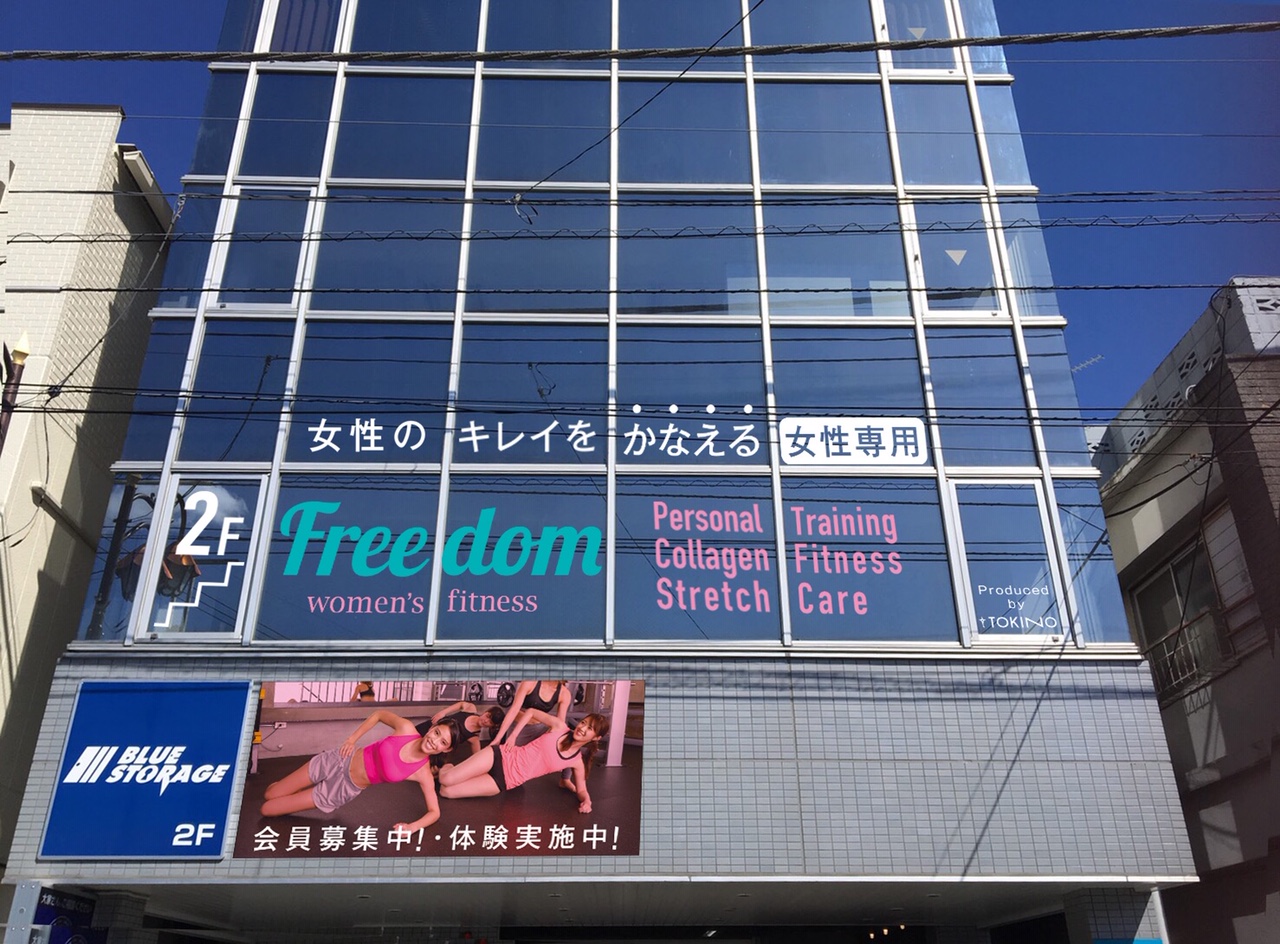 女性の キレイを かなえる 女性専用
2F
Freedom
women's fitness
Personal Training
Collagen Fitness
Stretch Care
Produced
by
†TOKINO
BLUE
STORAGE
2F
会員募集中!・体験実施中!